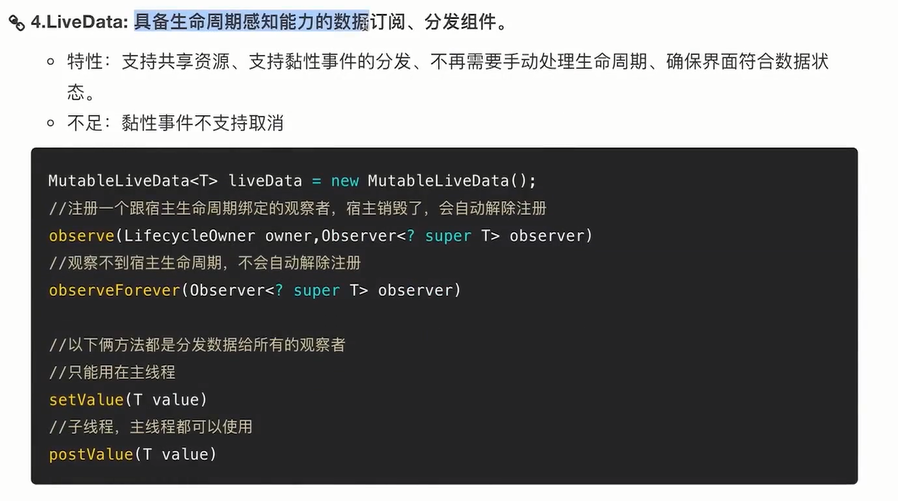 4.LiveData: 具备生命周期感知能力的数据订阅、分发组件。
特性：支持共享资源、支持黏性事件的分发、不再需要手动处理生命周期、确保界面符合数据状
态。
不足：黏性事件不支持取消
MutableLiveData<T> liveData = new MutableLiveData();
//注册一个跟宿主生命周期绑定的观察者，宿主销毁了，会自动解除注册
observe(LifecycleOwner owner,Observer<? super T> observer)
//观察不到宿主生命周期，不会自动解除注册
observeForever(Observer<? super T> observer)
//以下俩方法都是分发数据给所有的观察者
//只能用在主线程
setValue(T value)
//子线程，主线程都可以使用
postValue(T value)